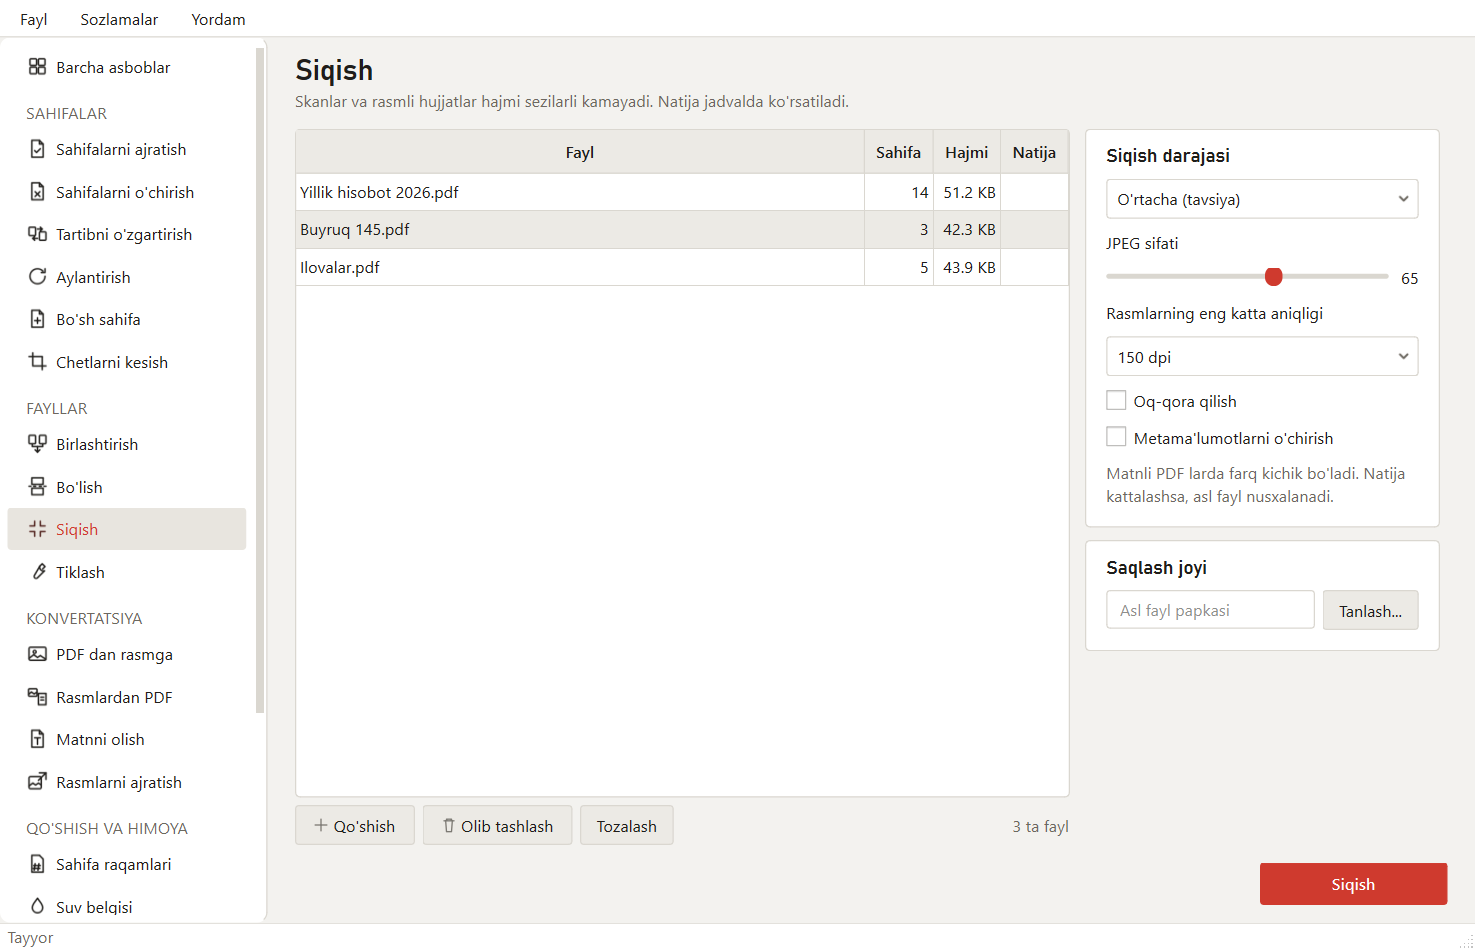 Fayl Sozlamalar Yordam
Barcha asboblar
SAHIFALAR
Sahifalarni ajratish
Sahifalarni o'chirish
Tartibni o'zgartirish
Aylantirish
Bo'sh sahifa
Chetlarni kesish
FAYLLAR
Birlashtirish
Bo'lish
Siqish
Tiklash
KONVERTATSIYA
PDF dan rasmga
Rasmlardan PDF
Matnni olish
Rasmlarni ajratish
QO'SHISH VA HIMOYA
Sahifa raqamlari
Suv belgisi
Siqish
Skanlar va rasmli hujjatlar hajmi sezilarli kamayadi. Natija jadvalda ko'rsatiladi.
Fayl Sahifa Hajmi Natija
Yillik hisobot 2026.pdf 14 51.2 KB
Buyruq 145.pdf 3 42.3 KB
Ilovalar.pdf 5 43.9 KB
Qo'shish Olib tashlash Tozalash 3 ta fayl
Siqish darajasi
O'rtacha (tavsiya)
JPEG sifati
65
Rasmlarning eng katta aniqligi
150 dpi
Oq-qora qilish
Metama'lumotlarni o'chirish
Matnli PDF larda farq kichik bo'ladi. Natija
kattalashsa, asl fayl nusxalanadi.
Saqlash joyi
Asl fayl papkasi Tanlash...
Siqish
Tayyor